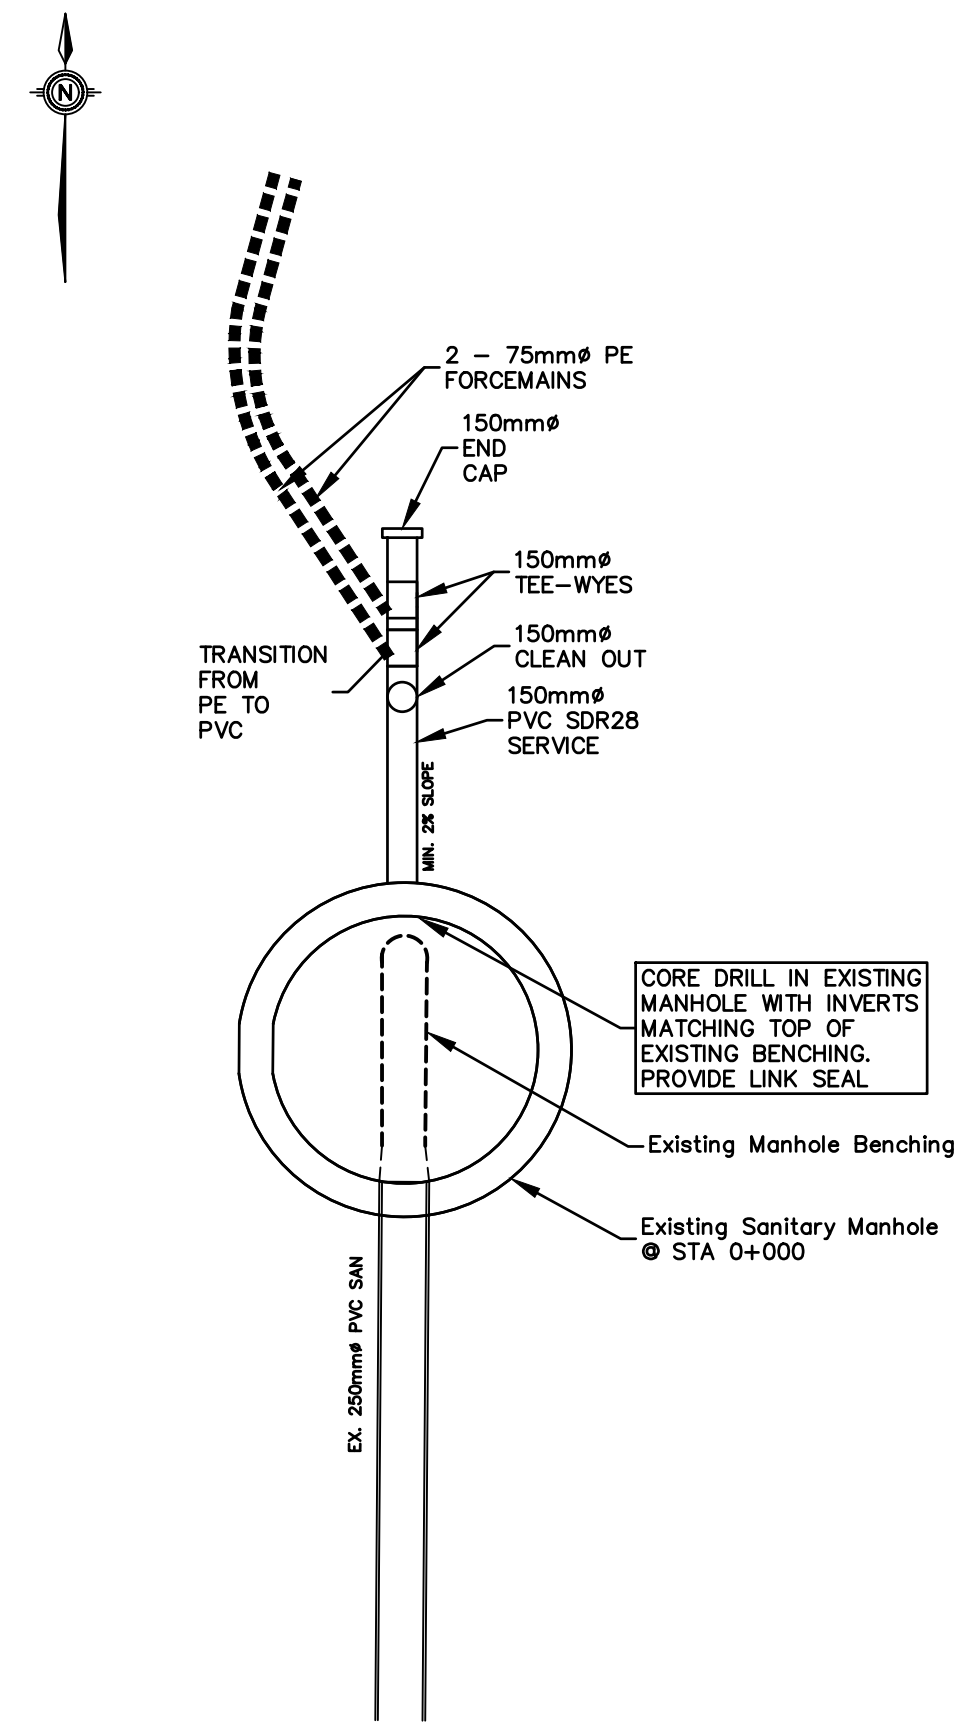 N
2 - 75mmø PE
FORCEMAINS
150mmø
END
CAP
150mmø
TEE-WYES
150mmø
CLEAN OUT
TRANSITION
FROM
PE TO
PVC
150mmø
PVC SDR28
SERVICE
MIN. 2% SLOPE
CORE DRILL IN EXISTING
MANHOLE WITH INVERTS
MATCHING TOP OF
EXISTING BENCHING.
PROVIDE LINK SEAL
Existing Manhole Benching
Existing Sanitary Manhole
@ STA 0+000
EX. 250mmø PVC SAN